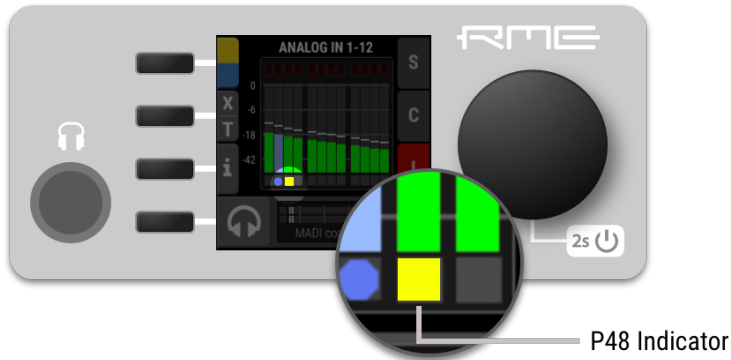 RME
ANALOG IN 1-12
S
X
T
C
i
0
-6
-18
-42
MADI co
2s
P48 Indicator